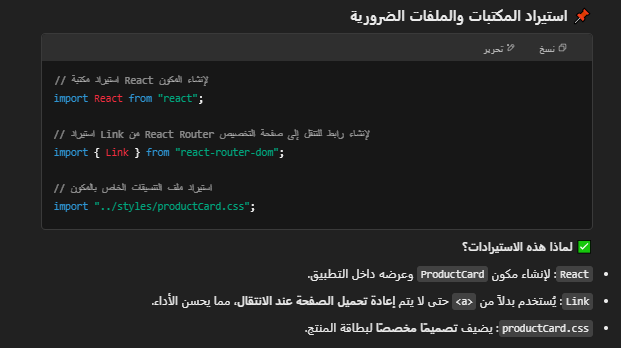 📌 استيراد المكتبات والملفات الضرورية
نسخ تحرير
// استيراد مكتبة React لإنشاء المكون
import React from "react";
// استيراد Link من React Router لإنشاء رابط للتنقل إلى صفحة التخصيص
import { Link } from "react-router-dom";
// استيراد ملف التنسيقات الخاص بالمكون
import "../styles/productCard.css";
✅ لماذا هذه الاستيرادات؟
• React: لإنشاء مكون ProductCard وعرضه داخل التطبيق.
• Link: يُستخدم بدلاً من <a> حتى لا يتم إعادة تحميل الصفحة عند الانتقال، مما يحسن الأداء.
• productCard.css: يضيف تصميمًا مخصصًا لبطاقة المنتج.